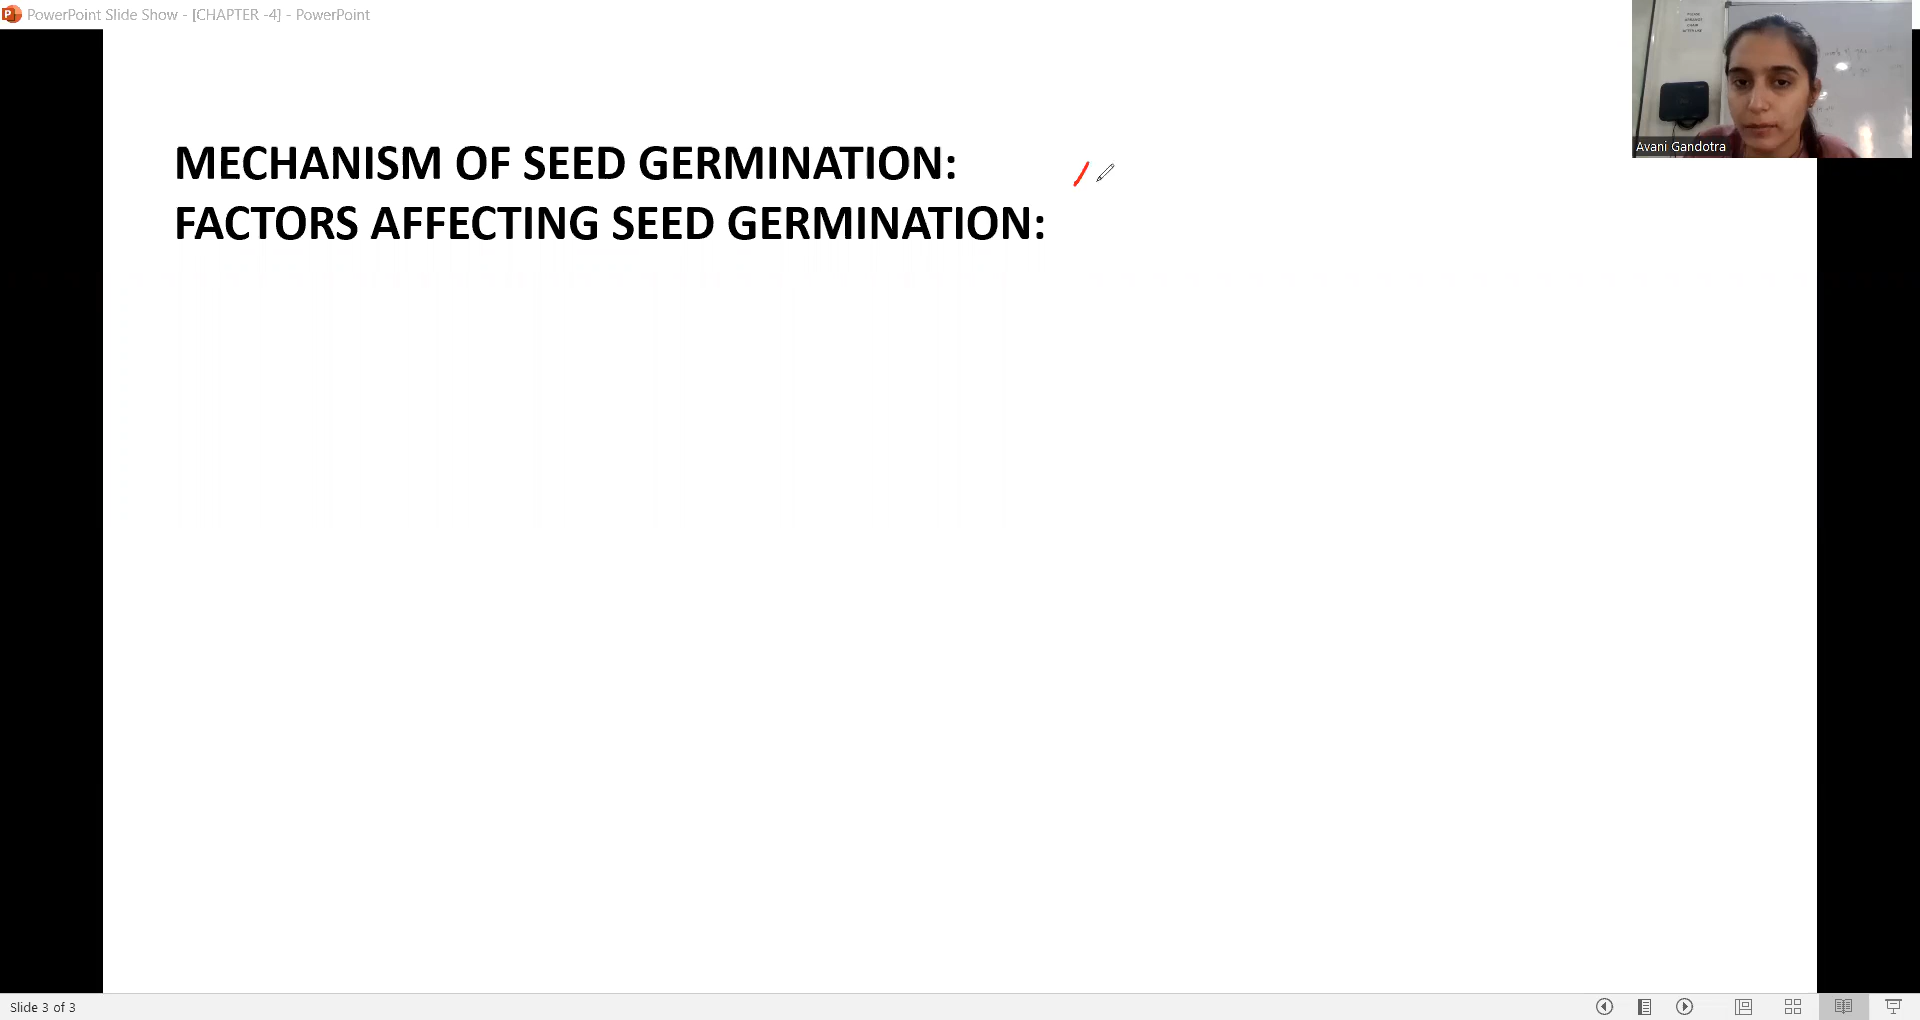 PowerPoint Slide Show - [CHAPTER -4] - PowerPoint
MECHANISM OF SEED GERMINATION:
FACTORS AFFECTING SEED GERMINATION:
Avani Gandotra
Slide 3 of 3